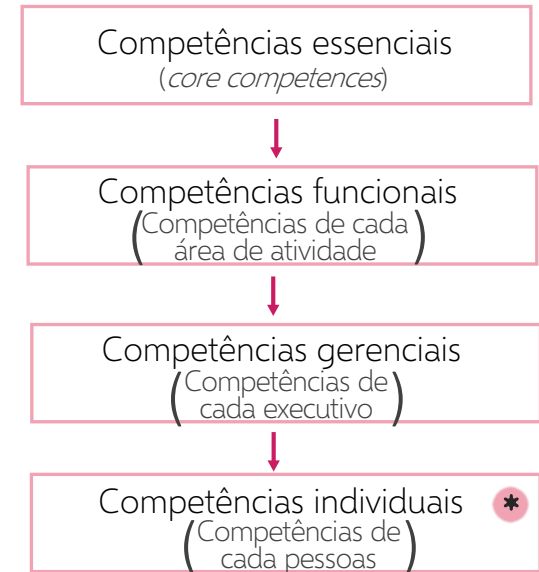 Competências essenciais
(core competences)
Competências funcionais
(Competências de cada
área de atividade)
Competências gerenciais
(Competências de
cada executivo)
Competências individuais *
(Competências de
cada pessoas)